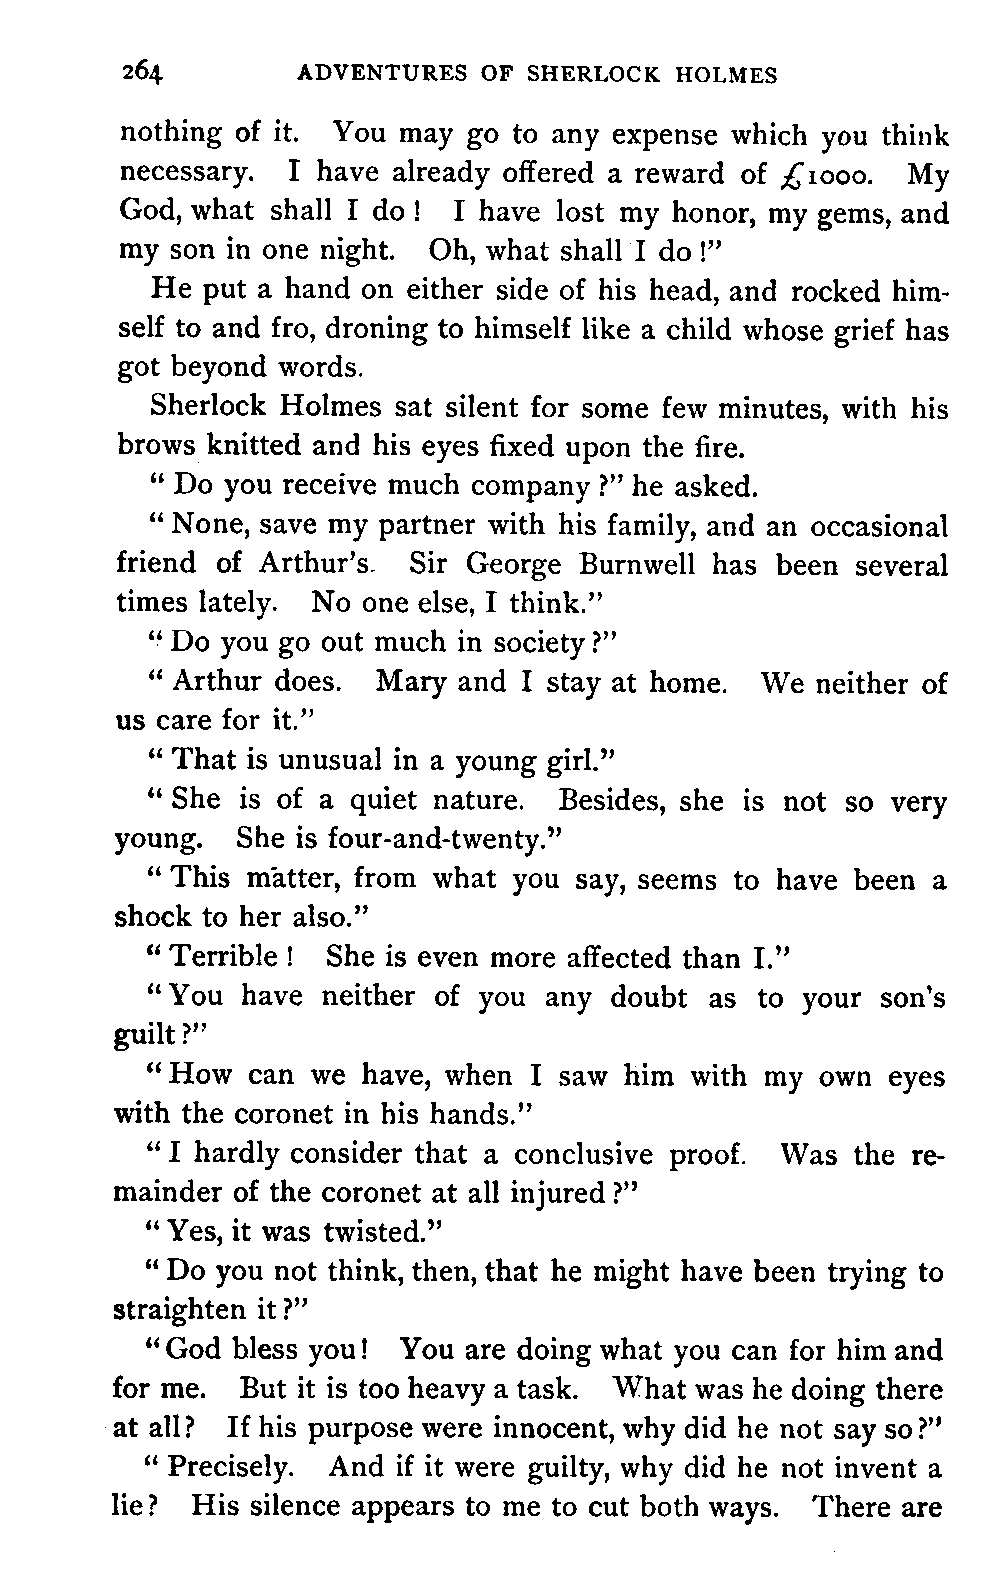 264 ADVENTURES OF SHERLOCK HOLMES
nothing of it. You may go to any expense which you think
necessary. I have already offered a reward of £1000. My
God, what shall I do! I have lost my honor, my gems, and
my son in one night. Oh, what shall I do!"
He put a hand on either side of his head, and rocked him-
self to and fro, droning to himself like a child whose grief has
got beyond words.
Sherlock Holmes sat silent for some few minutes, with his
brows knitted and his eyes fixed upon the fire.
"Do you receive much company?" he asked.
"None, save my partner with his family, and an occasional
friend of Arthur's. Sir George Burnwell has been several
times lately. No one else, I think."
"Do you go out much in society?"
"Arthur does. Mary and I stay at home. We neither of
us care for it."
"That is unusual in a young girl."
"She is of a quiet nature. Besides, she is not so very
young. She is four-and-twenty."
"This matter, from what you say, seems to have been a
shock to her also."
"Terrible! She is even more affected than I."
"You have neither of you any doubt as to your son's
guilt?"
"How can we have, when I saw him with my own eyes
with the coronet in his hands."
"I hardly consider that a conclusive proof. Was the re-
mainder of the coronet at all injured?"
"Yes, it was twisted."
"Do you not think, then, that he might have been trying to
straighten it?"
"God bless you! You are doing what you can for him and
for me. But it is too heavy a task. What was he doing there
at all? If his purpose were innocent, why did he not say so?"
"Precisely. And if it were guilty, why did he not invent a
lie? His silence appears to me to cut both ways. There are